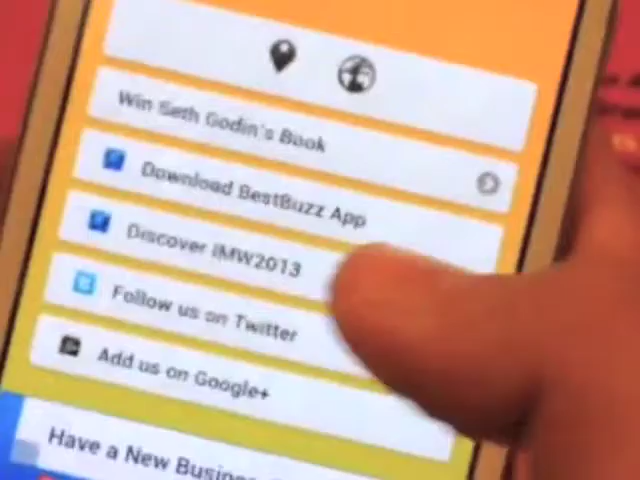 Win Seth Godin's Book
Download BestBuzz App
Discover iMW2013
Follow us on Twitter
Add us on Google+
Have a New